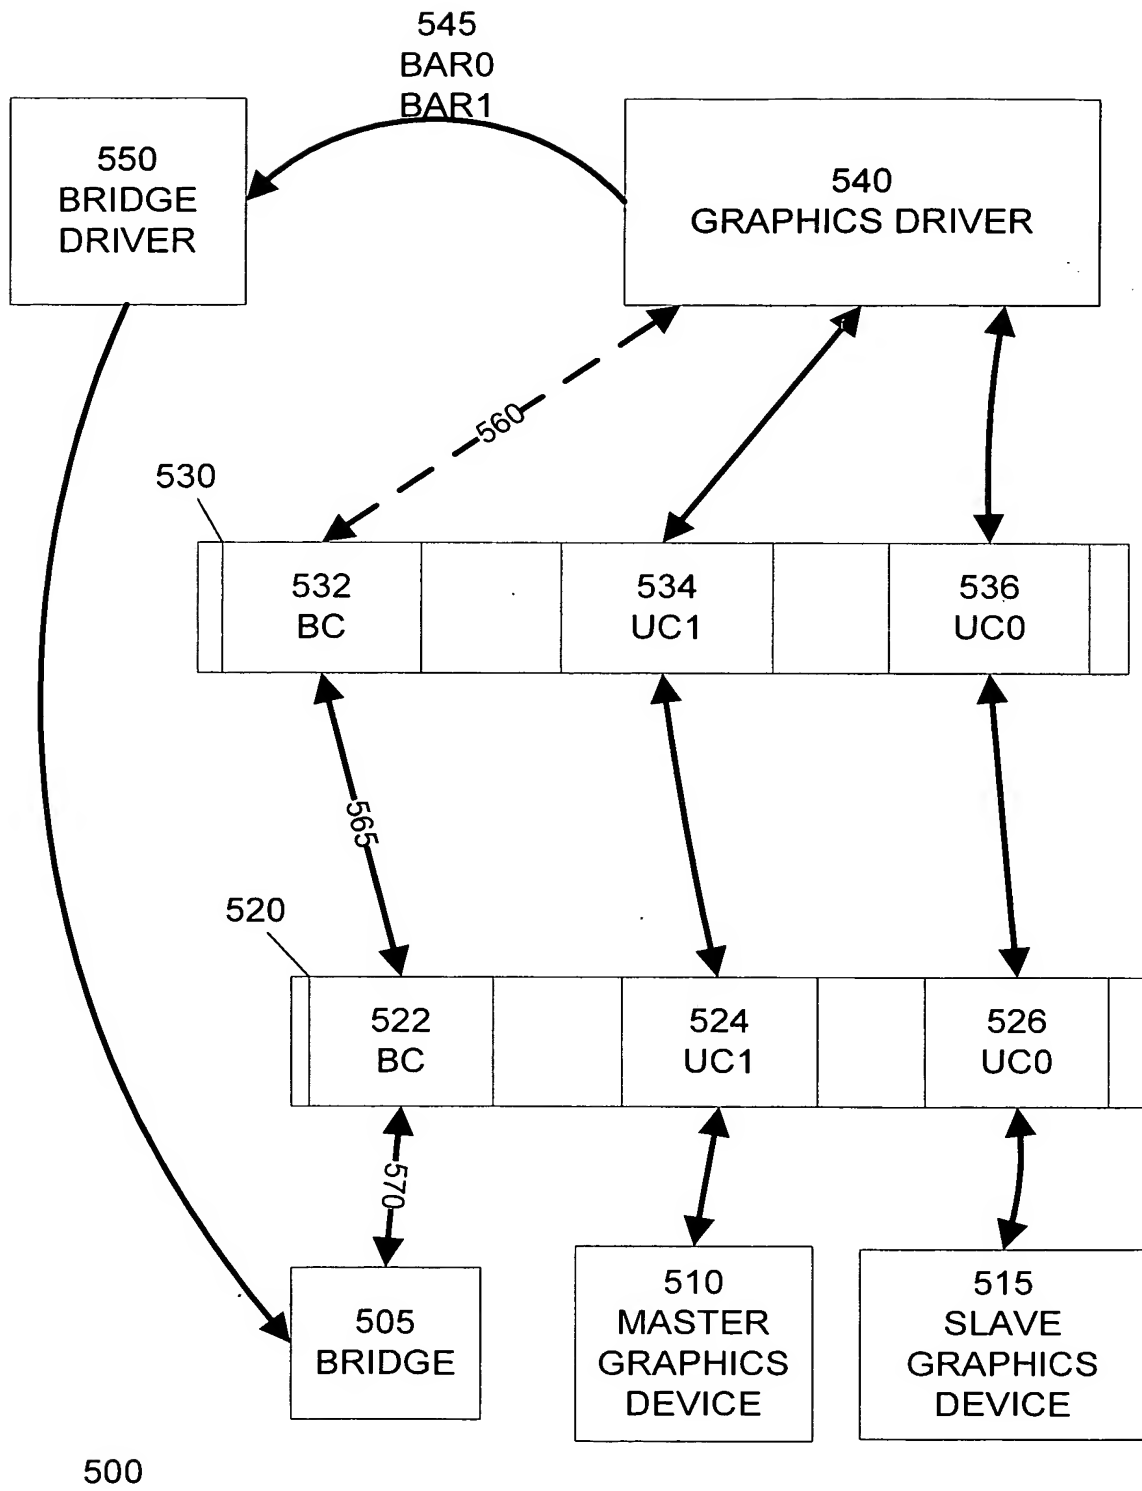 545
BAR0
BAR1
550
BRIDGE
DRIVER
540
GRAPHICS DRIVER
560
530
532
BC
534
UC1
536
UC0
565
520
522
BC
524
UC1
526
UC0
570
505
BRIDGE
510
MASTER
GRAPHICS
DEVICE
515
SLAVE
GRAPHICS
DEVICE
500